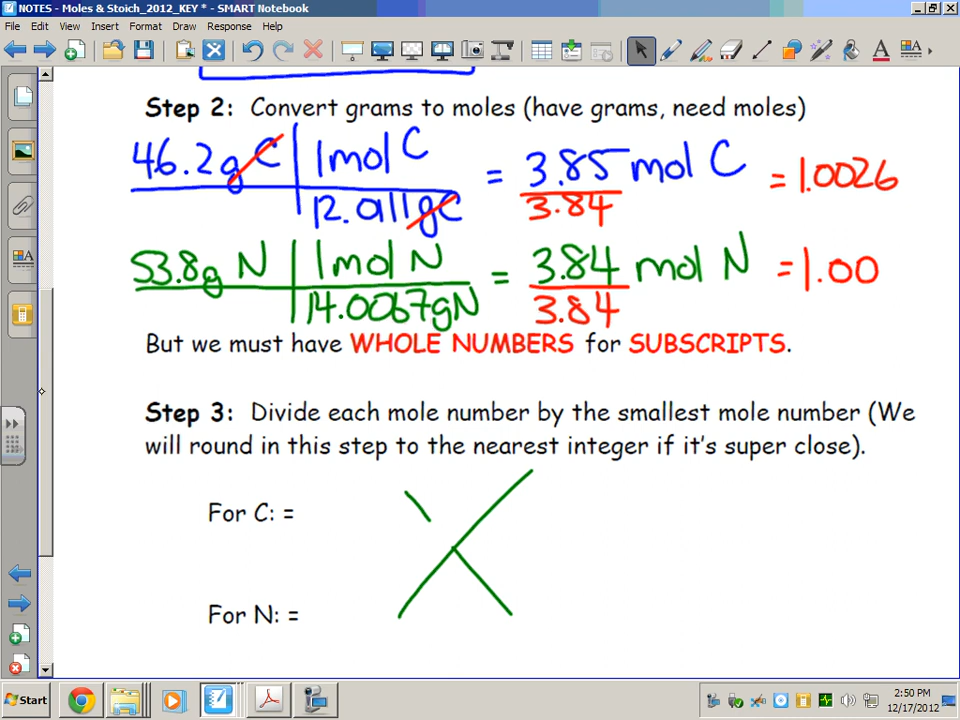 NOTES - Moles & Stoich_2012_KEY * - SMART Notebook
File Edit View Insert Format Draw Response Help
Step 2: Convert grams to moles (have grams, need moles)
46.2g C | 1mol C = 3.85 mol C = 1.0026
12.011gC 3.84
53.8g N | 1mol N = 3.84 mol N = 1.00
14.0067gN 3.84
But we must have WHOLE NUMBERS for SUBSCRIPTS.
Step 3: Divide each mole number by the smallest mole number (We
will round in this step to the nearest integer if it's super close).
For C: =
For N: =
Start
2:50 PM
12/17/2012